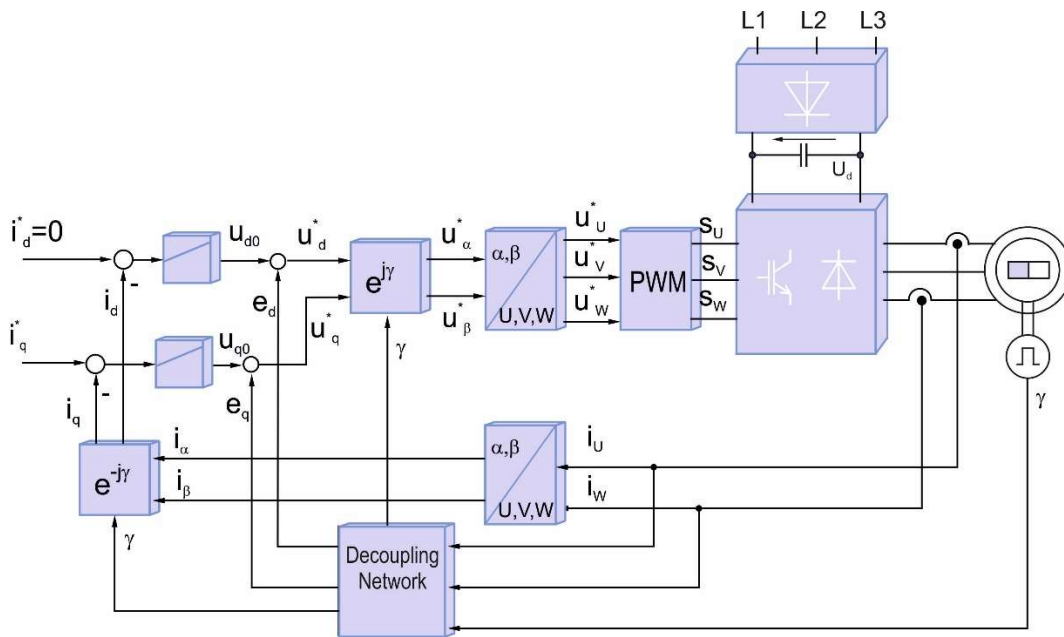 L1 L2 L3
U_d
i*_d=0
u_d0
u*_d
u*_α
u*_U
s_U
e^jγ
α,β
u*_V
PWM
s_V
U,V,W
u*_W
s_W
-
i_d
e_d
u*_β
i*_q
u_q0
u*_q
γ
γ
-
i_q
e_q
i_α
α,β
i_U
e^-jγ
i_β
U,V,W
i_W
γ
Decoupling
Network